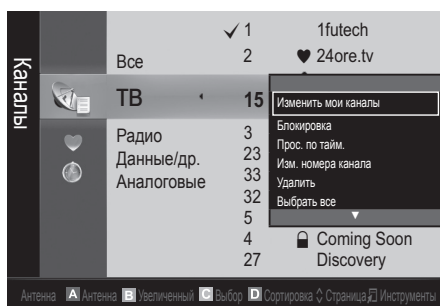 Каналы
✓ 1 1futech
Все 2 ♥ 24ore.tv
ТВ 15
Радио 3
Данные/др. 23
Аналоговые 33
32
5
4 Coming Soon
27 Discovery
Изменить мои каналы
Блокировка
Прос. по тайм.
Изм. номера канала
Удалить
Выбрать все
▼
Антенна A Антенна B Увеличенный C Выбор D Сортировка Страница Инструменты